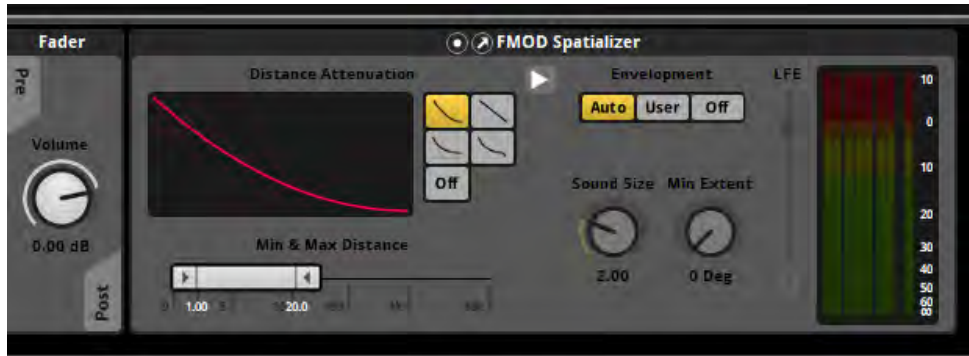 Fader
FMOD Spatializer
Pre
Distance Attenuation
Envelopment
LFE
Auto User Off
Volume
Off
0.00 dB
Sound Size Min Extent
2.00 0 Deg
Min & Max Distance
1.00 20.0
Post
10
0
10
20
30
40
50
60
∞